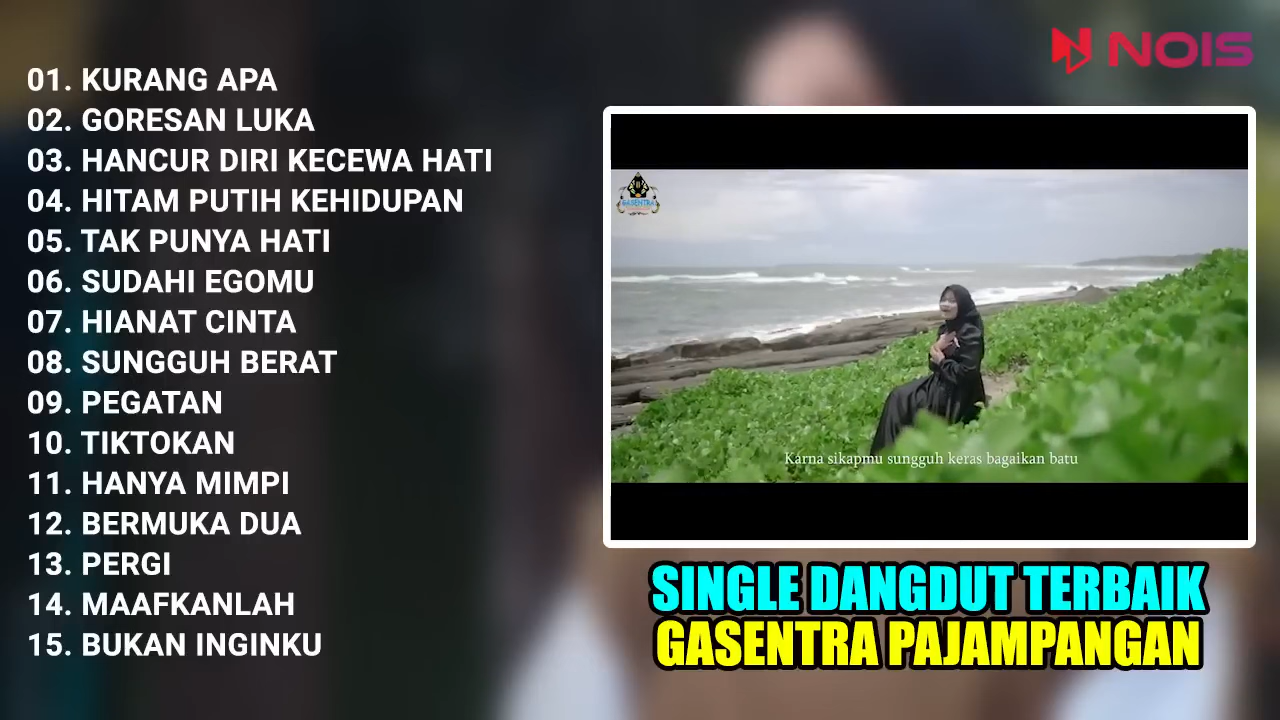 NOIS
01. KURANG APA
02. GORESAN LUKA
03. HANCUR DIRI KECEWA HATI
04. HITAM PUTIH KEHIDUPAN
05. TAK PUNYA HATI
06. SUDAHI EGOMU
07. HIANAT CINTA
08. SUNGGUH BERAT
09. PEGATAN
10. TIKTOKAN
11. HANYA MIMPI
12. BERMUKA DUA
13. PERGI
14. MAAFKANLAH
15. BUKAN INGINKU
GASENTRA
Karna sikapmu sungguh keras bagaikan batu
SINGLE DANGDUT TERBAIK
GASENTRA PAJAMPANGAN